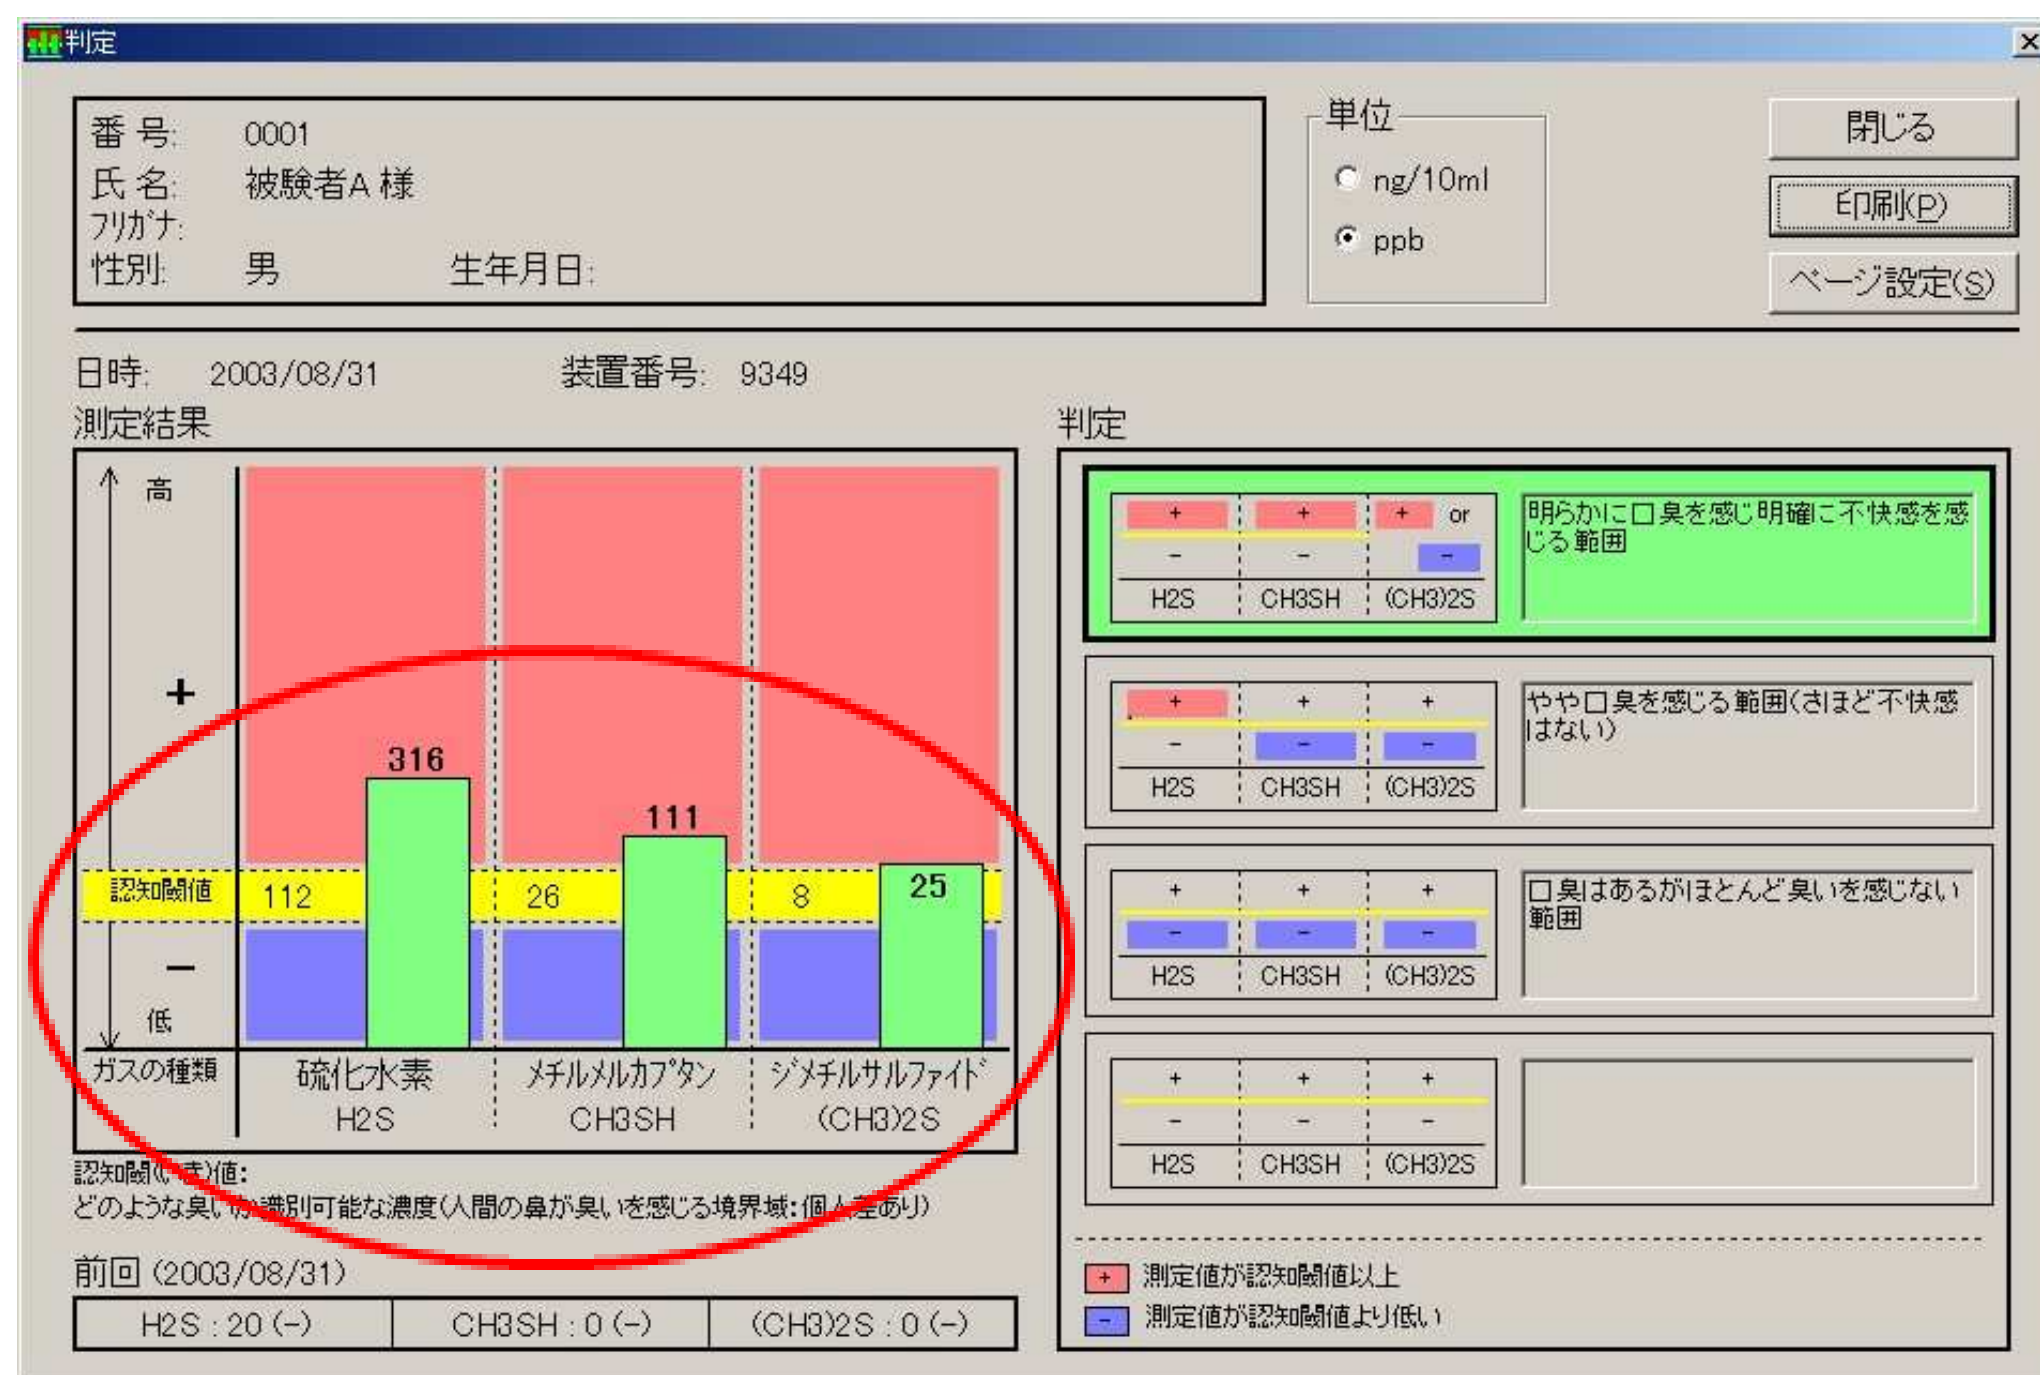 判定
番 号: 0001
氏 名: 被験者A 様
ﾌﾘｶﾞﾅ:
性別: 男 生年月日:
単位
ng/10ml
ppb
閉じる
印刷(P)
ページ設定(S)
日時: 2003/08/31 装置番号: 9349
測定結果
高
+
316
111
25
認知閾値 112 26 8
−
低
ガスの種類 硫化水素 ﾒﾁﾙﾒﾙｶﾌﾟﾀﾝ ｼﾞﾒﾁﾙｻﾙﾌｧｲﾄﾞ
H2S CH3SH (CH3)2S
認知閾( )値:
どのような臭い 識別可能な濃度(人間の鼻が臭いを感じる境界域:個人差あり)
前回 (2003/08/31)
H2S : 20 (-) CH3SH : 0 (-) (CH3)2S : 0 (-)
判定
+ + + or
- - -
H2S CH3SH (CH3)2S
明らかに口臭を感じ明確に不快感を感
じる範囲
+ + +
- - -
H2S CH3SH (CH3)2S
やや口臭を感じる範囲(さほど不快感
はない)
+ + +
- - -
H2S CH3SH (CH3)2S
口臭はあるがほとんど臭いを感じない
範囲
+ + +
- - -
H2S CH3SH (CH3)2S
+ 測定値が認知閾値以上
- 測定値が認知閾値より低い